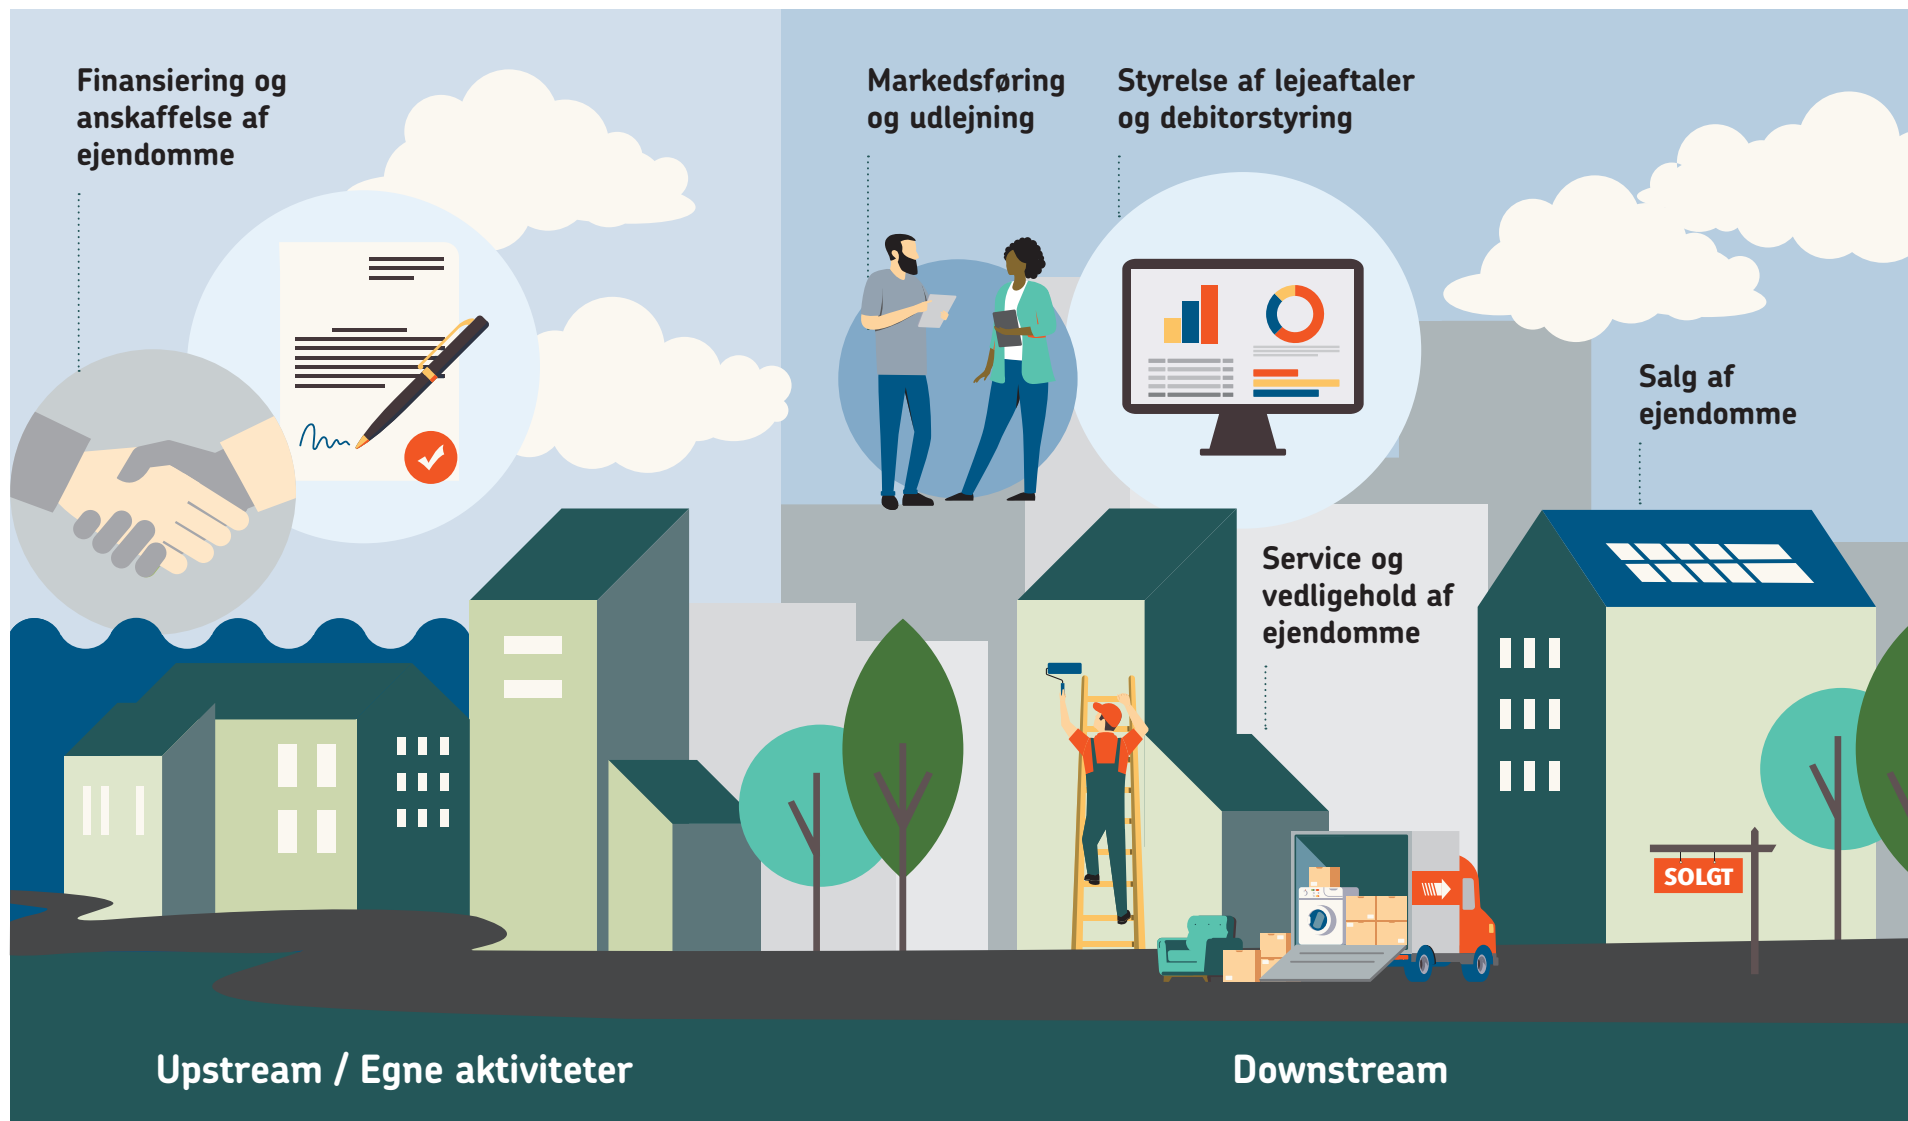 Finansiering og
anskaffelse af
ejendomme
Markedsføring
og udlejning
Styrelse af lejeaftaler
og debitorstyring
Salg af
ejendomme
Service og
vedligehold af
ejendomme
SOLGT
Upstream / Egne aktiviteter
Downstream